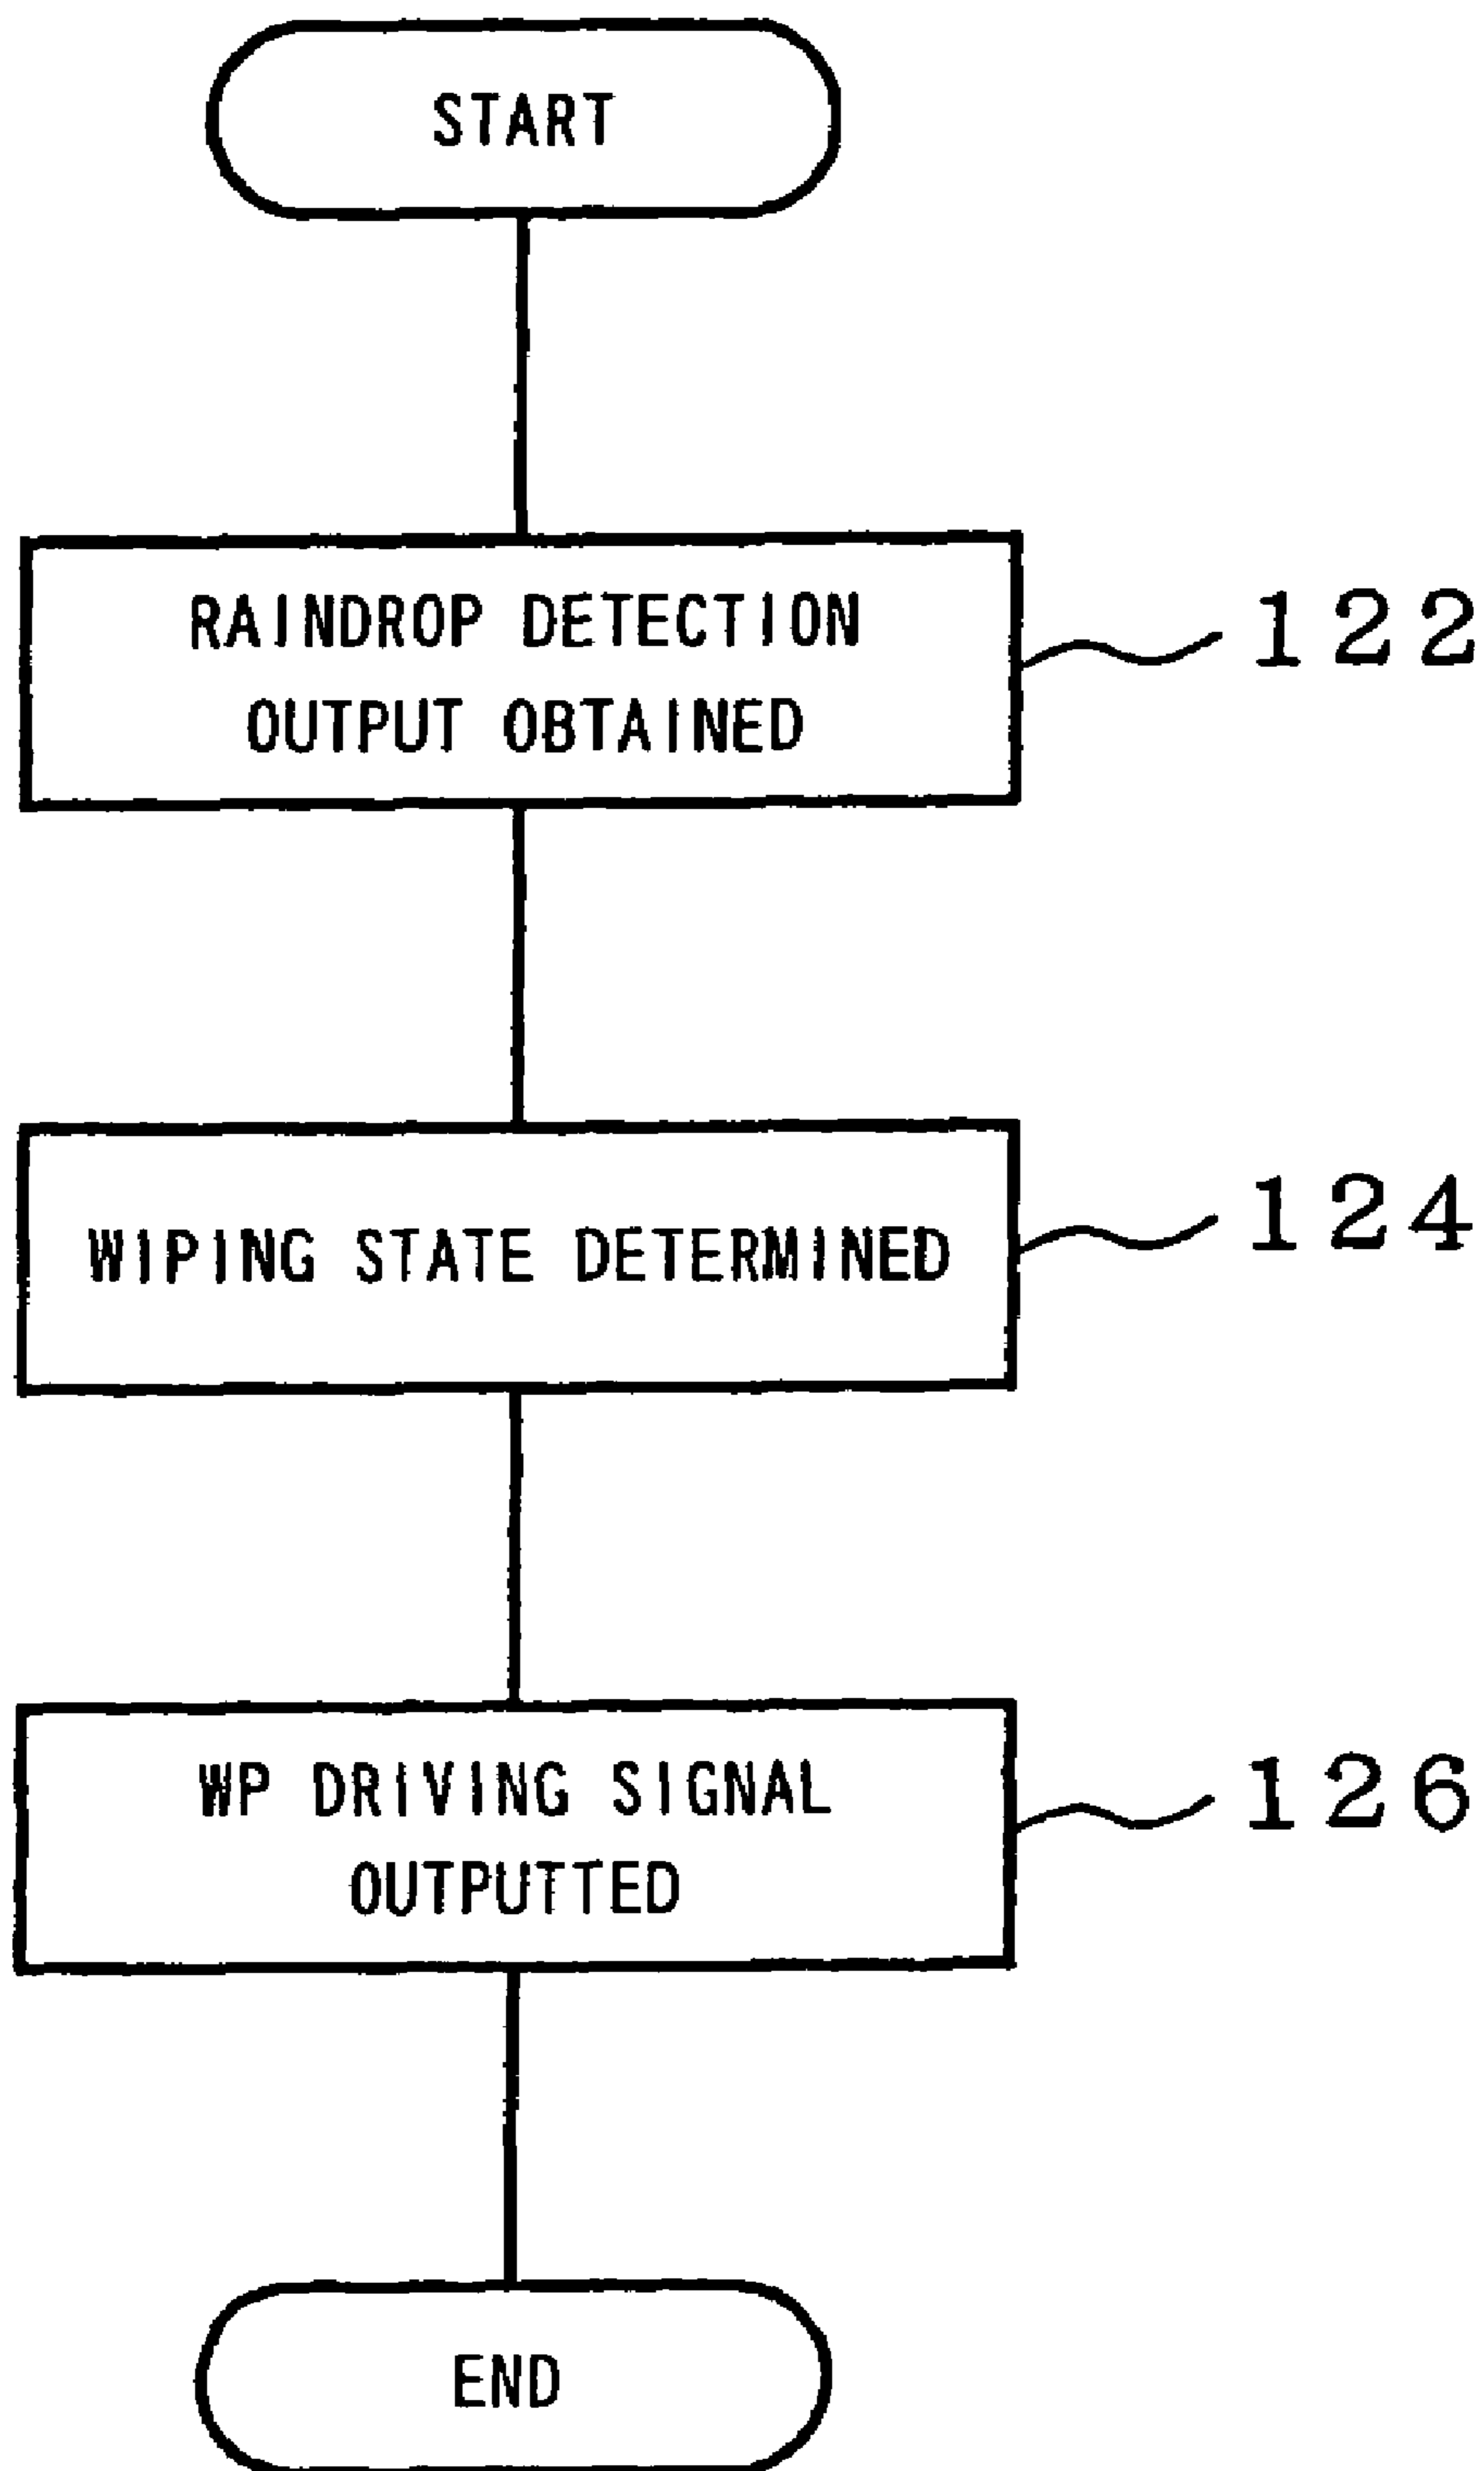 START
RAINDROP DETECTION
OUTPUT OBTAINED
122
WIPING STATE DETERMINED
124
WP DRIVING SIGNAL
OUTPUTTED
126
END